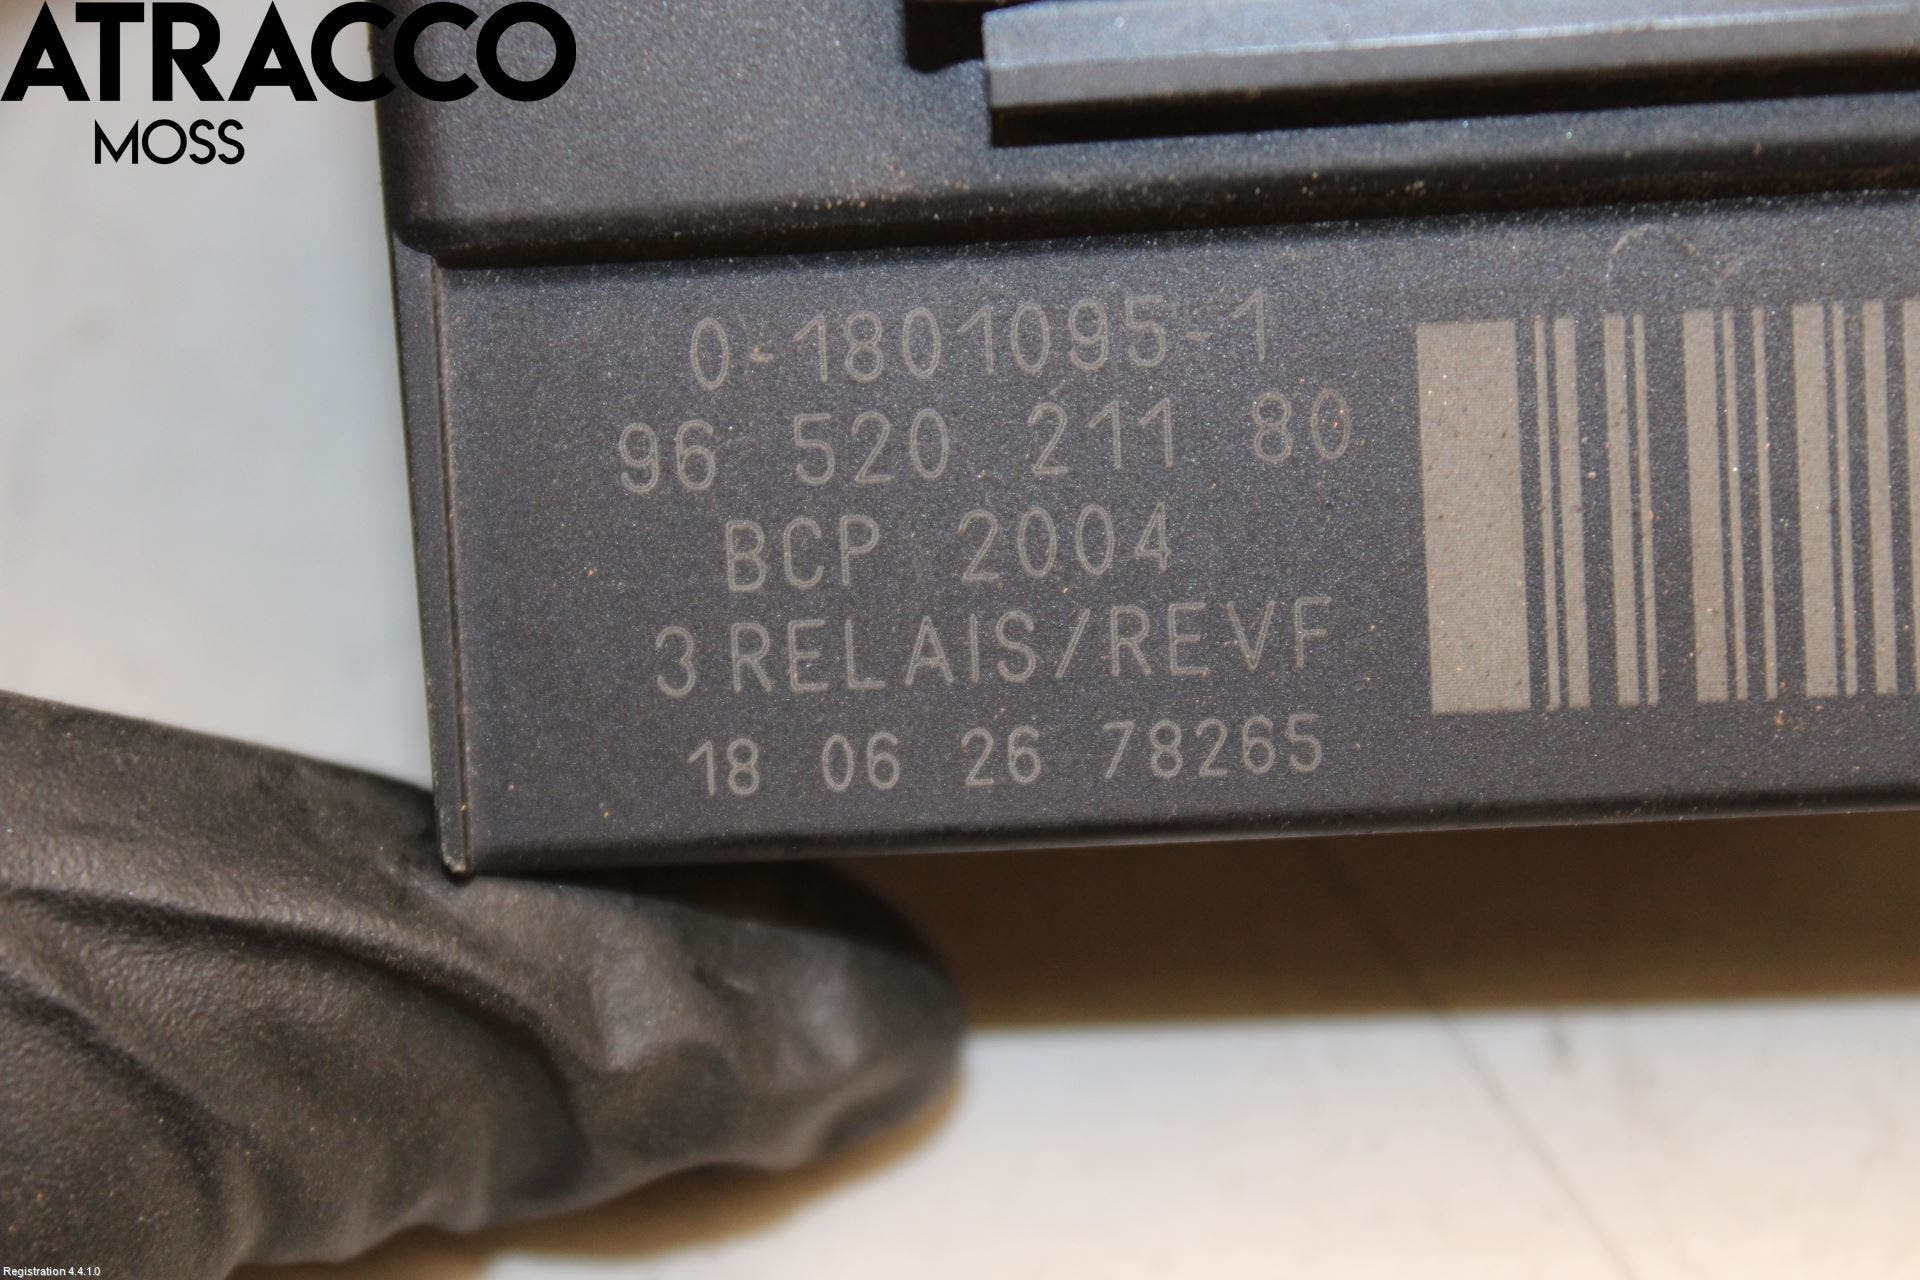 ATRACCO
MOSS
0-1801095-1
96 520 211 80
BCP 2004
3 RELAIS/REVF
18 06 26 78265
Registration 4.4.1.0